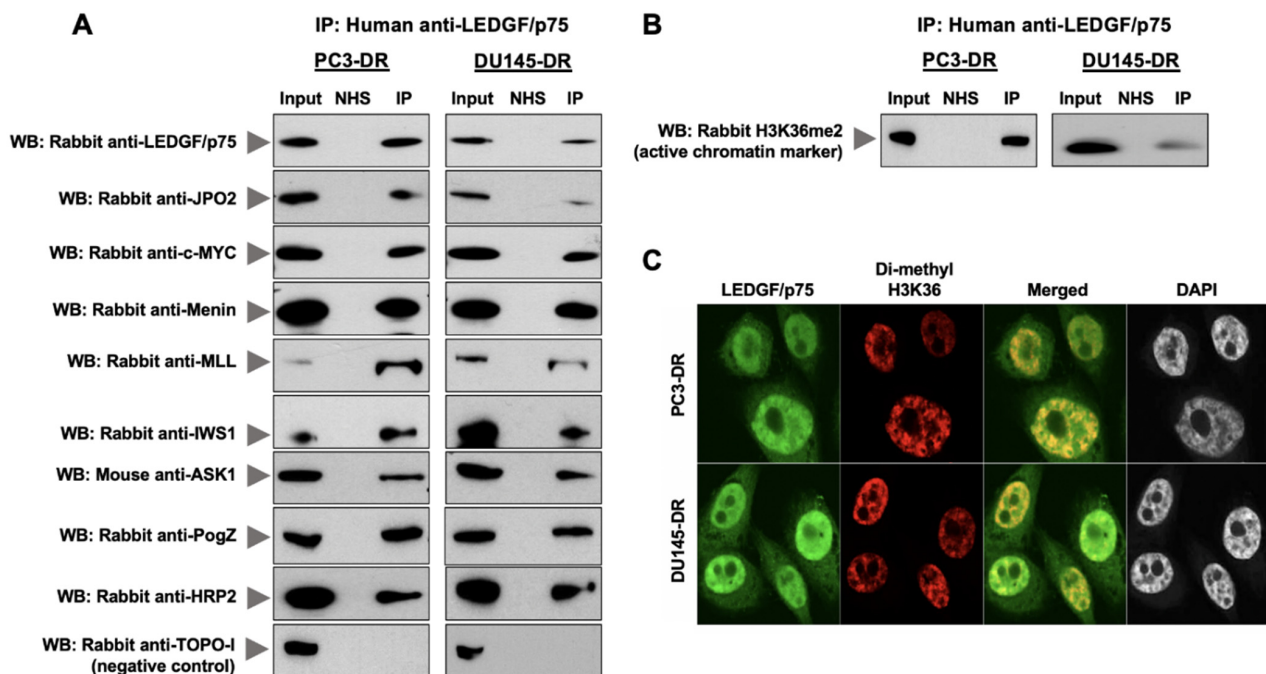 A
IP: Human anti-LEDGF/p75
PC3-DR DU145-DR
Input NHS IP Input NHS IP
WB: Rabbit anti-LEDGF/p75
WB: Rabbit anti-JPO2
WB: Rabbit anti-c-MYC
WB: Rabbit anti-Menin
WB: Rabbit anti-MLL
WB: Rabbit anti-IWS1
WB: Mouse anti-ASK1
WB: Rabbit anti-PogZ
WB: Rabbit anti-HRP2
WB: Rabbit anti-TOPO-I
(negative control)
B
IP: Human anti-LEDGF/p75
PC3-DR DU145-DR
Input NHS IP Input NHS IP
WB: Rabbit H3K36me2
(active chromatin marker)
C
Di-methyl
LEDGF/p75 H3K36 Merged DAPI
PC3-DR
DU145-DR